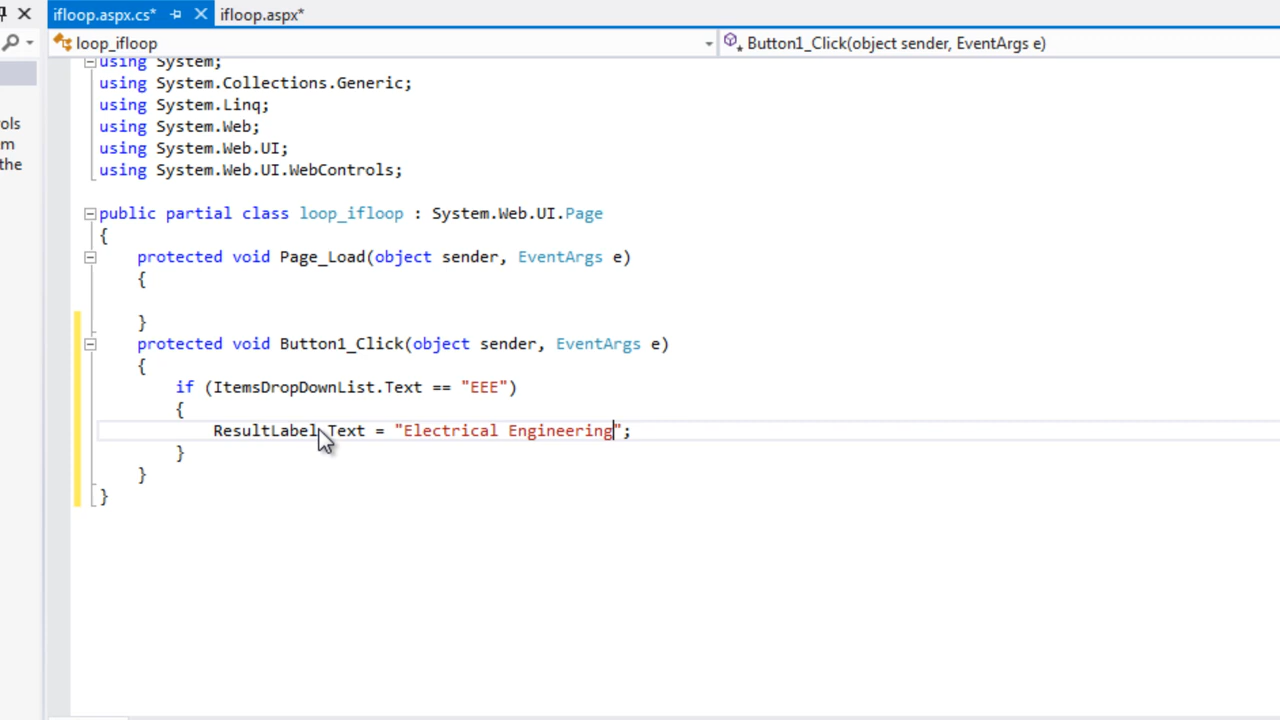 ifloop.aspx.cs* ifloop.aspx*
loop_ifloop Button1_Click(object sender, EventArgs e)
using System;
using System.Collections.Generic;
using System.Linq;
using System.Web;
using System.Web.UI;
using System.Web.UI.WebControls;
public partial class loop_ifloop : System.Web.UI.Page
{
protected void Page_Load(object sender, EventArgs e)
{
}
protected void Button1_Click(object sender, EventArgs e)
{
if (ItemsDropDownList.Text == "EEE")
{
ResultLabel.Text = "Electrical Engineering";
}
}
}
ols
m
the